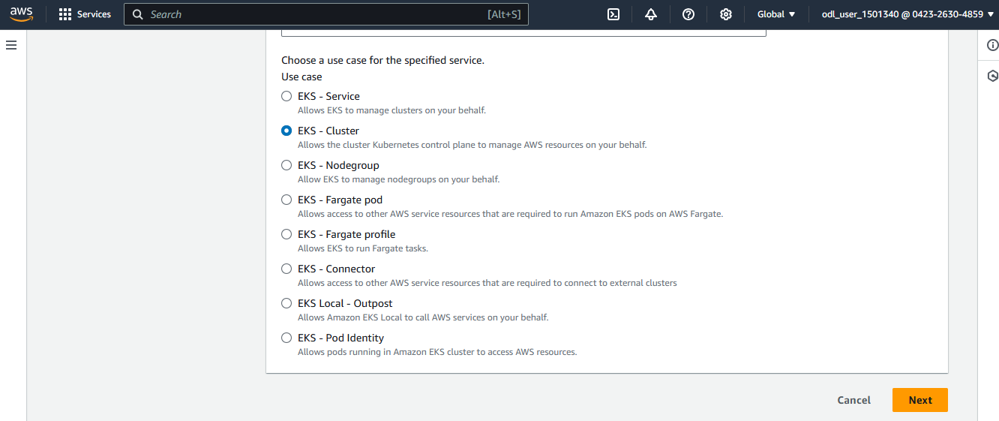 aws
Services
Search
[Alt+S]
Global
odl_user_1501340 @ 0423-2630-4859
Choose a use case for the specified service.
Use case
EKS - Service
Allows EKS to manage clusters on your behalf.
EKS - Cluster
Allows the cluster Kubernetes control plane to manage AWS resources on your behalf.
EKS - Nodegroup
Allow EKS to manage nodegroups on your behalf.
EKS - Fargate pod
Allows access to other AWS service resources that are required to run Amazon EKS pods on AWS Fargate.
EKS - Fargate profile
Allows EKS to run Fargate tasks.
EKS - Connector
Allows access to other AWS service resources that are required to connect to external clusters
EKS Local - Outpost
Allows Amazon EKS Local to call AWS services on your behalf.
EKS - Pod Identity
Allows pods running in Amazon EKS cluster to access AWS resources.
Cancel
Next